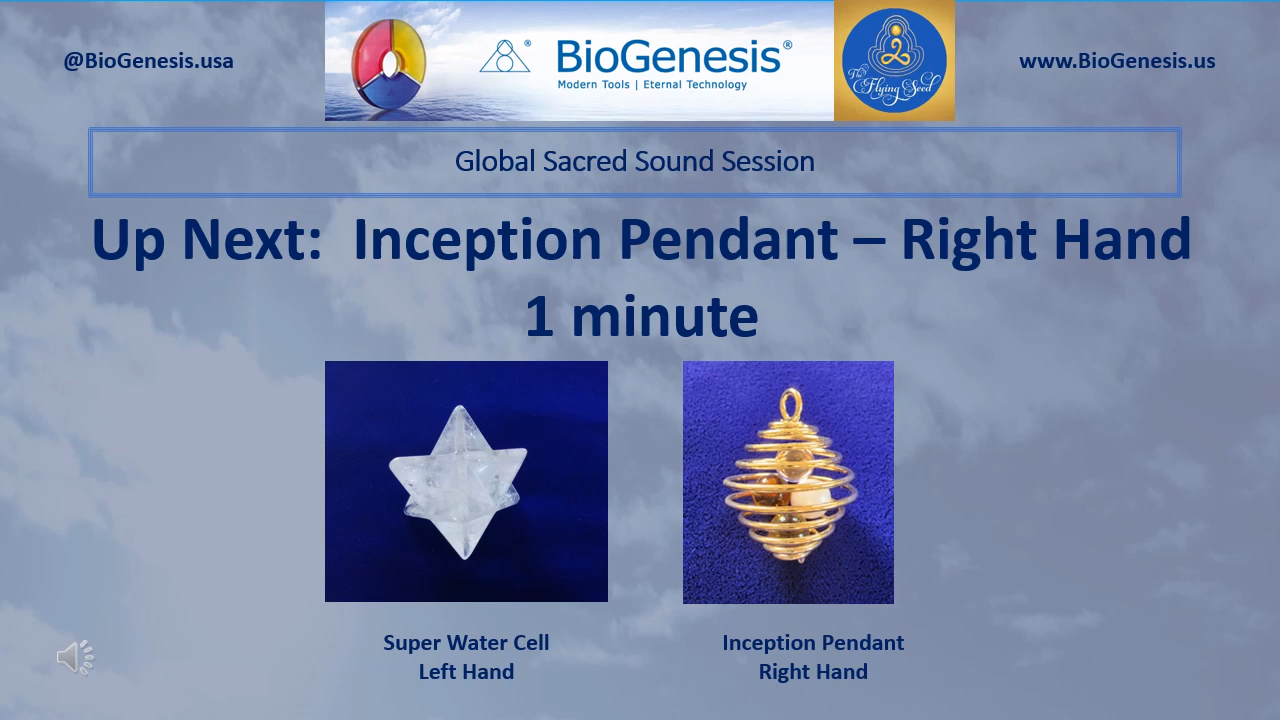 @BioGenesis.usa
BioGenesis®
Modern Tools | Eternal Technology
The Flying Seed
www.BioGenesis.us
Global Sacred Sound Session
Up Next: Inception Pendant – Right Hand
1 minute
Super Water Cell
Left Hand
Inception Pendant
Right Hand